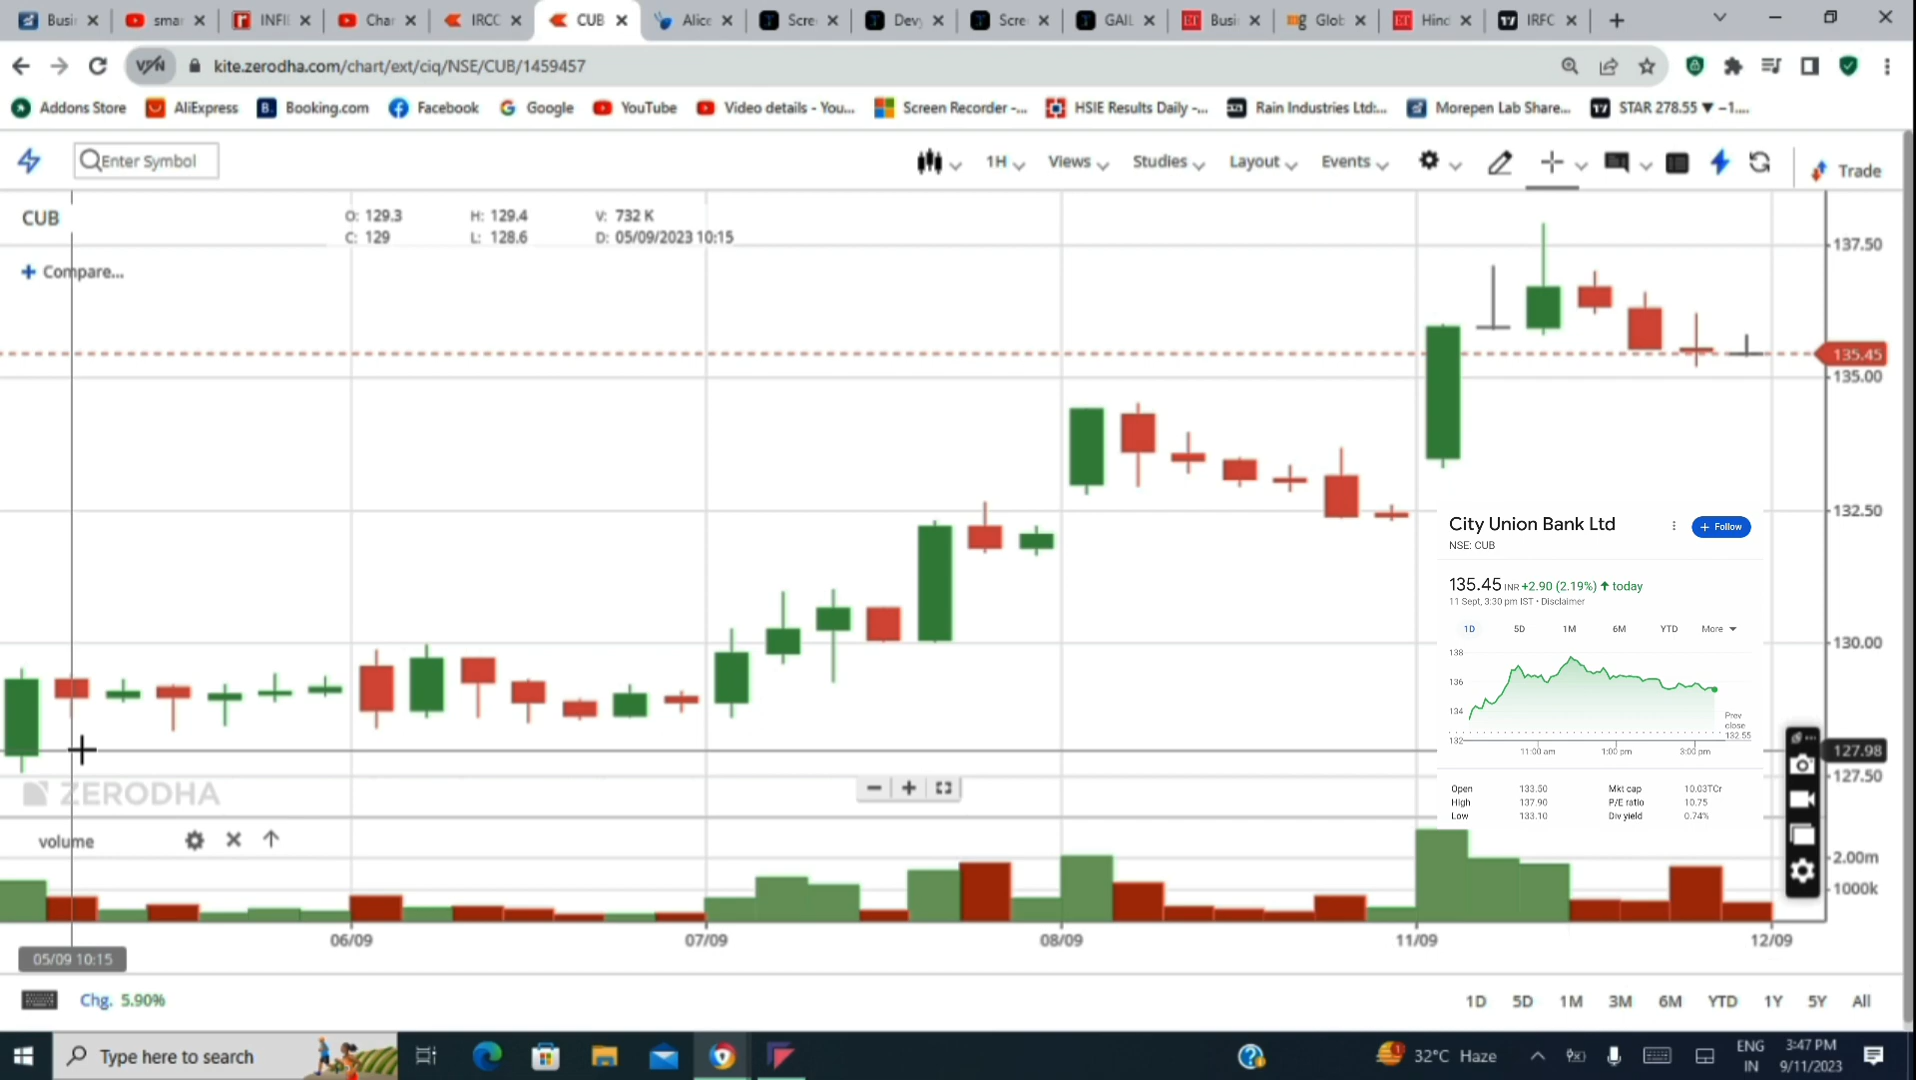 Busi
smar
INFIE
Char
IRCC
CUB
Alice
Scre
Devy
Scre
GAIL
Busi
Glob
Hind
IRFC
VPN
kite.zerodha.com/chart/ext/ciq/NSE/CUB/1459457
Addons Store
AliExpress
Booking.com
Facebook
Google
YouTube
Video details - You...
Screen Recorder -...
HSIE Results Daily -...
Rain Industries Ltd:...
Morepen Lab Share...
STAR 278.55 ▼ −1....
Enter Symbol
1H
Views
Studies
Layout
Events
Trade
CUB
O: 129.3 H: 129.4 V: 732 K
C: 129 L: 128.6 D: 05/09/2023 10:15
+ Compare...
137.50
135.45
135.00
132.50
130.00
127.98
127.50
City Union Bank Ltd
+ Follow
NSE: CUB
135.45 INR +2.90 (2.19%) ↑ today
11 Sept, 3:30 pm IST • Disclaimer
1D 5D 1M 6M YTD More
138
136
134
132
Prev
close
132.55
11:00 am 1:00 pm 3:00 pm
Open 133.50 Mkt cap 10.03TCr
High 137.90 P/E ratio 10.75
Low 133.10 Div yield 0.74%
ZERODHA
volume
2.00m
1000k
06/09 07/09 08/09 11/09 12/09
05/09 10:15
Chg. 5.90%
1D 5D 1M 3M 6M YTD 1Y 5Y All
Type here to search
32°C Haze
ENG
IN
3:47 PM
9/11/2023